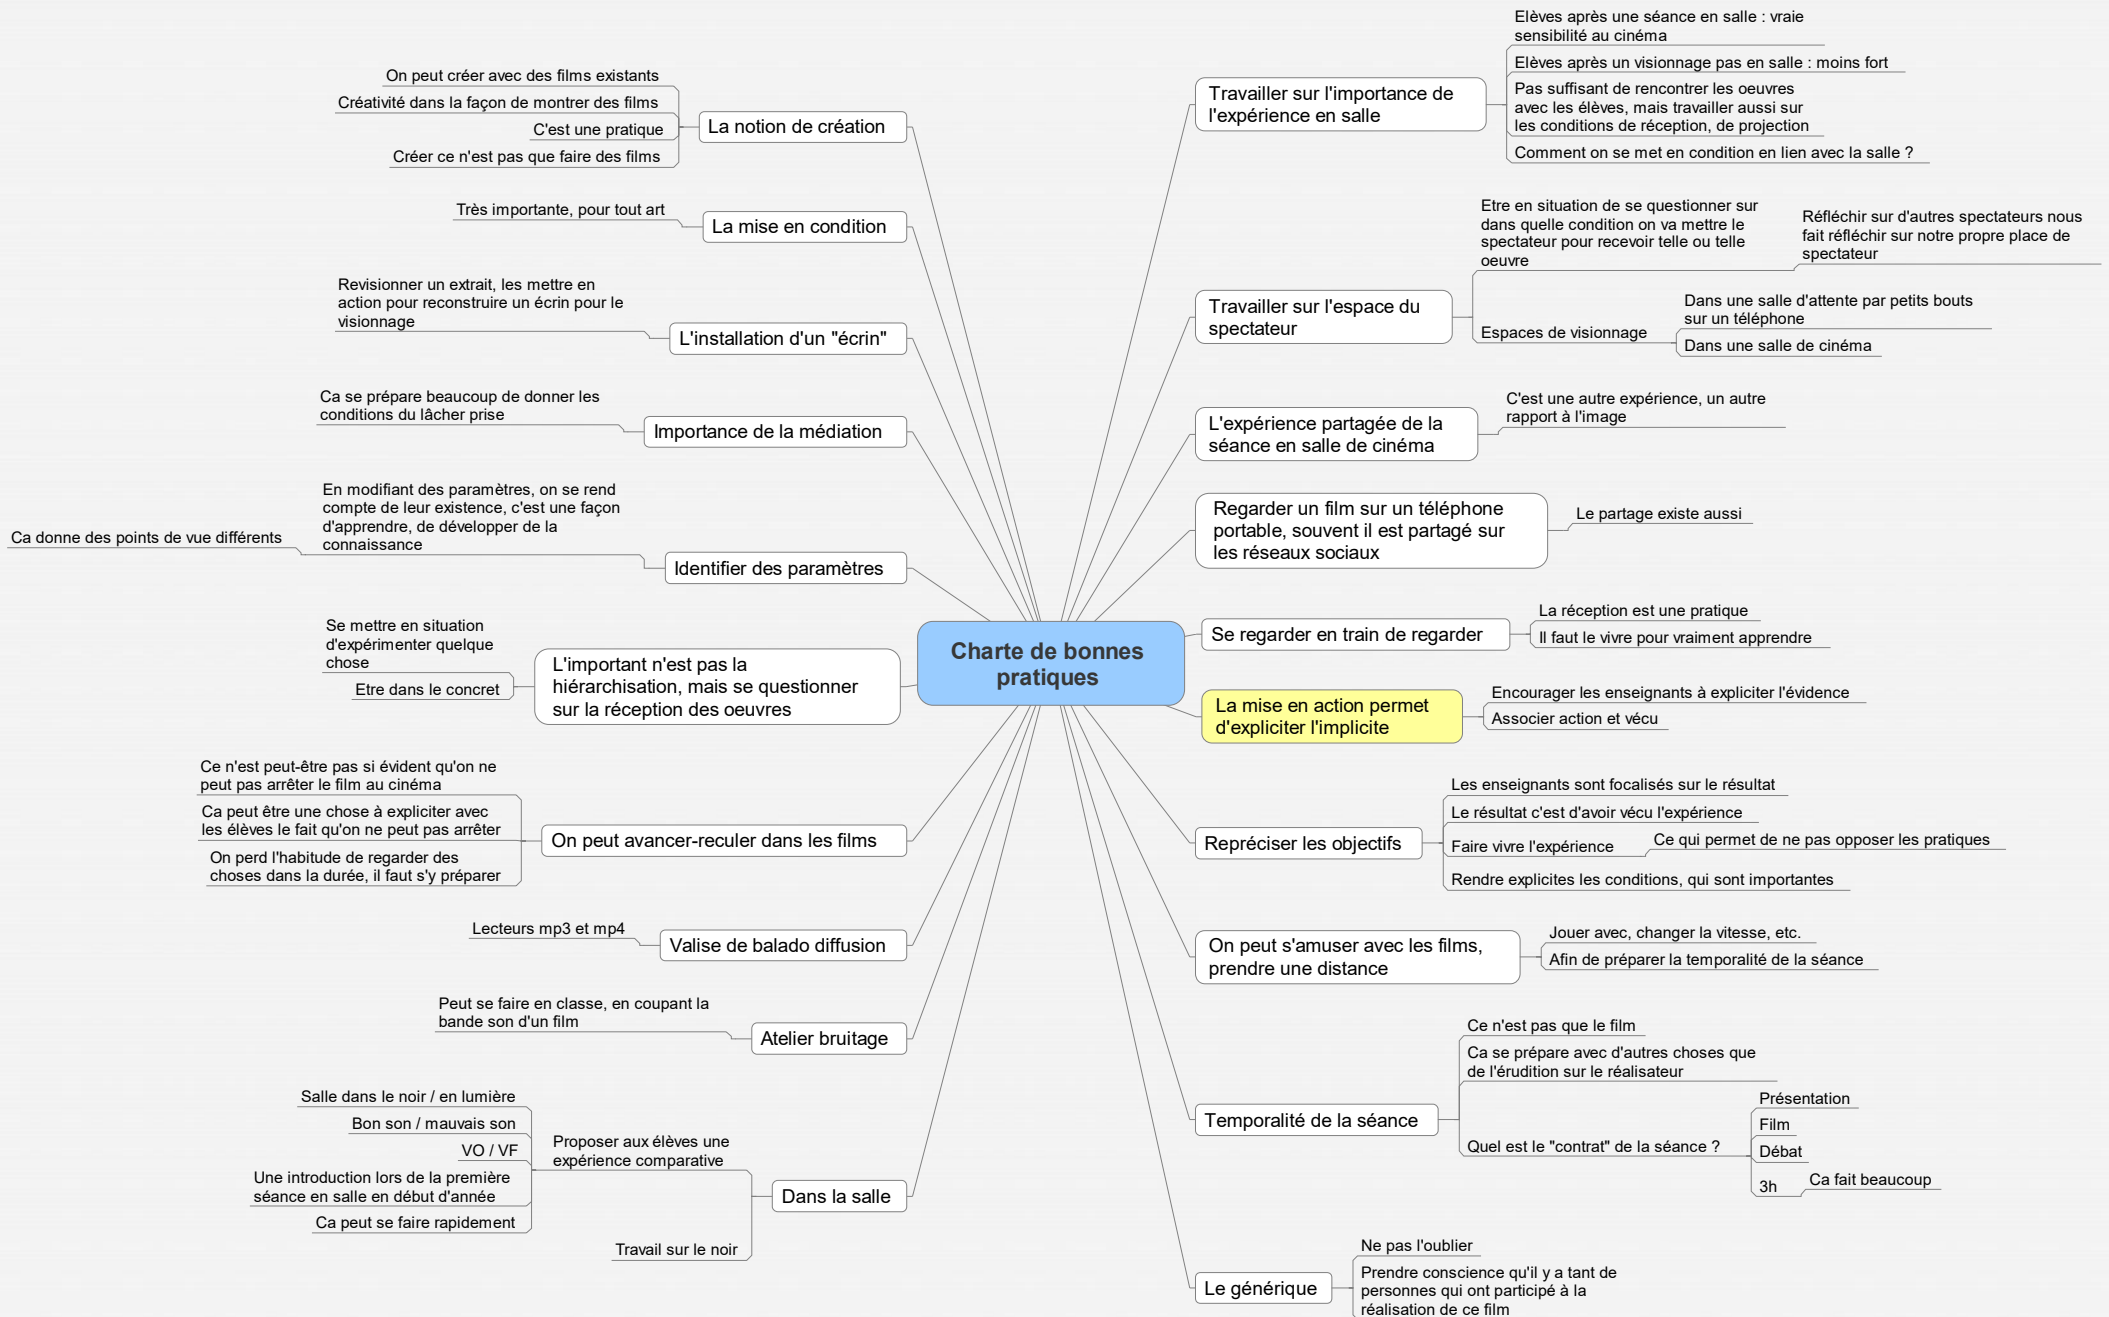 Charte de bonnes
pratiques
Travailler sur l'importance de
l'expérience en salle
Elèves après une séance en salle : vraie
sensibilité au cinéma
Elèves après un visionnage pas en salle : moins fort
Pas suffisant de rencontrer les oeuvres
avec les élèves, mais travailler aussi sur
les conditions de réception, de projection
Comment on se met en condition en lien avec la salle ?
Travailler sur l'espace du
spectateur
Etre en situation de se questionner sur
dans quelle condition on va mettre le
spectateur pour recevoir telle ou telle
oeuvre
Réfléchir sur d'autres spectateurs nous
fait réfléchir sur notre propre place de
spectateur
Espaces de visionnage
Dans une salle d'attente par petits bouts
sur un téléphone
Dans une salle de cinéma
L'expérience partagée de la
séance en salle de cinéma
C'est une autre expérience, un autre
rapport à l'image
Regarder un film sur un téléphone
portable, souvent il est partagé sur
les réseaux sociaux
Le partage existe aussi
Se regarder en train de regarder
La réception est une pratique
Il faut le vivre pour vraiment apprendre
La mise en action permet
d'expliciter l'implicite
Encourager les enseignants à expliciter l'évidence
Associer action et vécu
Repréciser les objectifs
Les enseignants sont focalisés sur le résultat
Le résultat c'est d'avoir vécu l'expérience
Faire vivre l'expérience
Ce qui permet de ne pas opposer les pratiques
Rendre explicites les conditions, qui sont importantes
On peut s'amuser avec les films,
prendre une distance
Jouer avec, changer la vitesse, etc.
Afin de préparer la temporalité de la séance
Temporalité de la séance
Ce n'est pas que le film
Ca se prépare avec d'autres choses que
de l'érudition sur le réalisateur
Quel est le "contrat" de la séance ?
Présentation
Film
Débat
3h
Ca fait beaucoup
Le générique
Ne pas l'oublier
Prendre conscience qu'il y a tant de
personnes qui ont participé à la
réalisation de ce film
La notion de création
On peut créer avec des films existants
Créativité dans la façon de montrer des films
C'est une pratique
Créer ce n'est pas que faire des films
La mise en condition
Très importante, pour tout art
L'installation d'un "écrin"
Revisionner un extrait, les mettre en
action pour reconstruire un écrin pour le
visionnage
Importance de la médiation
Ca se prépare beaucoup de donner les
conditions du lâcher prise
Identifier des paramètres
En modifiant des paramètres, on se rend
compte de leur existence, c'est une façon
d'apprendre, de développer de la
connaissance
Ca donne des points de vue différents
L'important n'est pas la
hiérarchisation, mais se questionner
sur la réception des oeuvres
Se mettre en situation
d'expérimenter quelque
chose
Etre dans le concret
On peut avancer-reculer dans les films
Ce n'est peut-être pas si évident qu'on ne
peut pas arrêter le film au cinéma
Ca peut être une chose à expliciter avec
les élèves le fait qu'on ne peut pas arrêter
On perd l'habitude de regarder des
choses dans la durée, il faut s'y préparer
Valise de balado diffusion
Lecteurs mp3 et mp4
Atelier bruitage
Peut se faire en classe, en coupant la
bande son d'un film
Dans la salle
Proposer aux élèves une
expérience comparative
Salle dans le noir / en lumière
Bon son / mauvais son
VO / VF
Une introduction lors de la première
séance en salle en début d'année
Ca peut se faire rapidement
Travail sur le noir